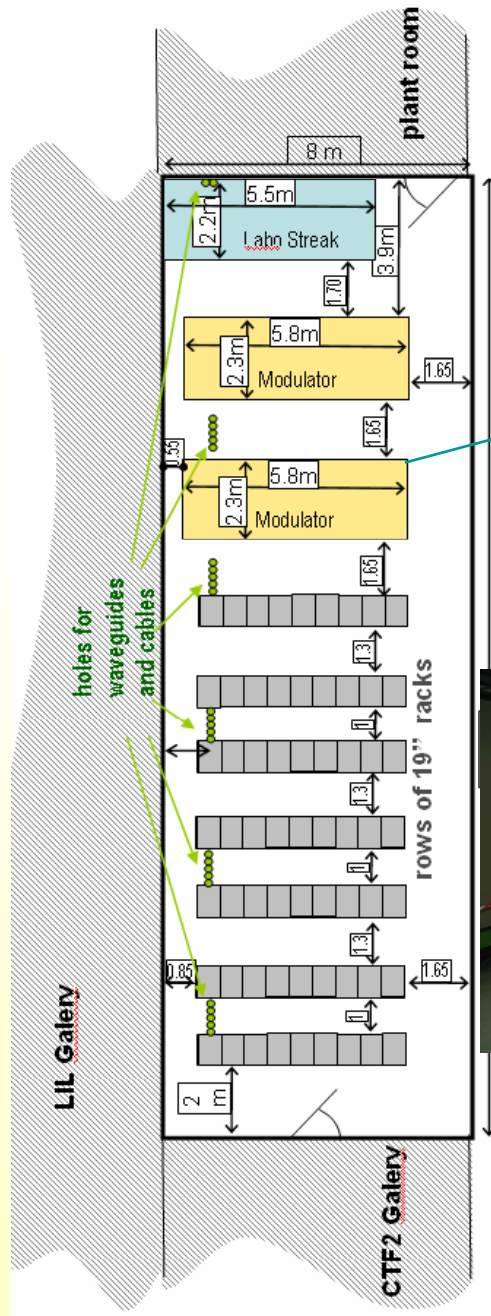 plant room
8 m
5.5m
2.2m
Labo Streak
3.9m
1.70
5.8m
2.3m
Modulator
1.65
1.65
0.55
5.8m
2.3m
Modulator
1.65
holes for
waveguides
and cables
1.3
1
1.3
1
1.3
1
rows of 19” racks
0.85
1.65
2
m
LIL Galery
CTF2 Galery